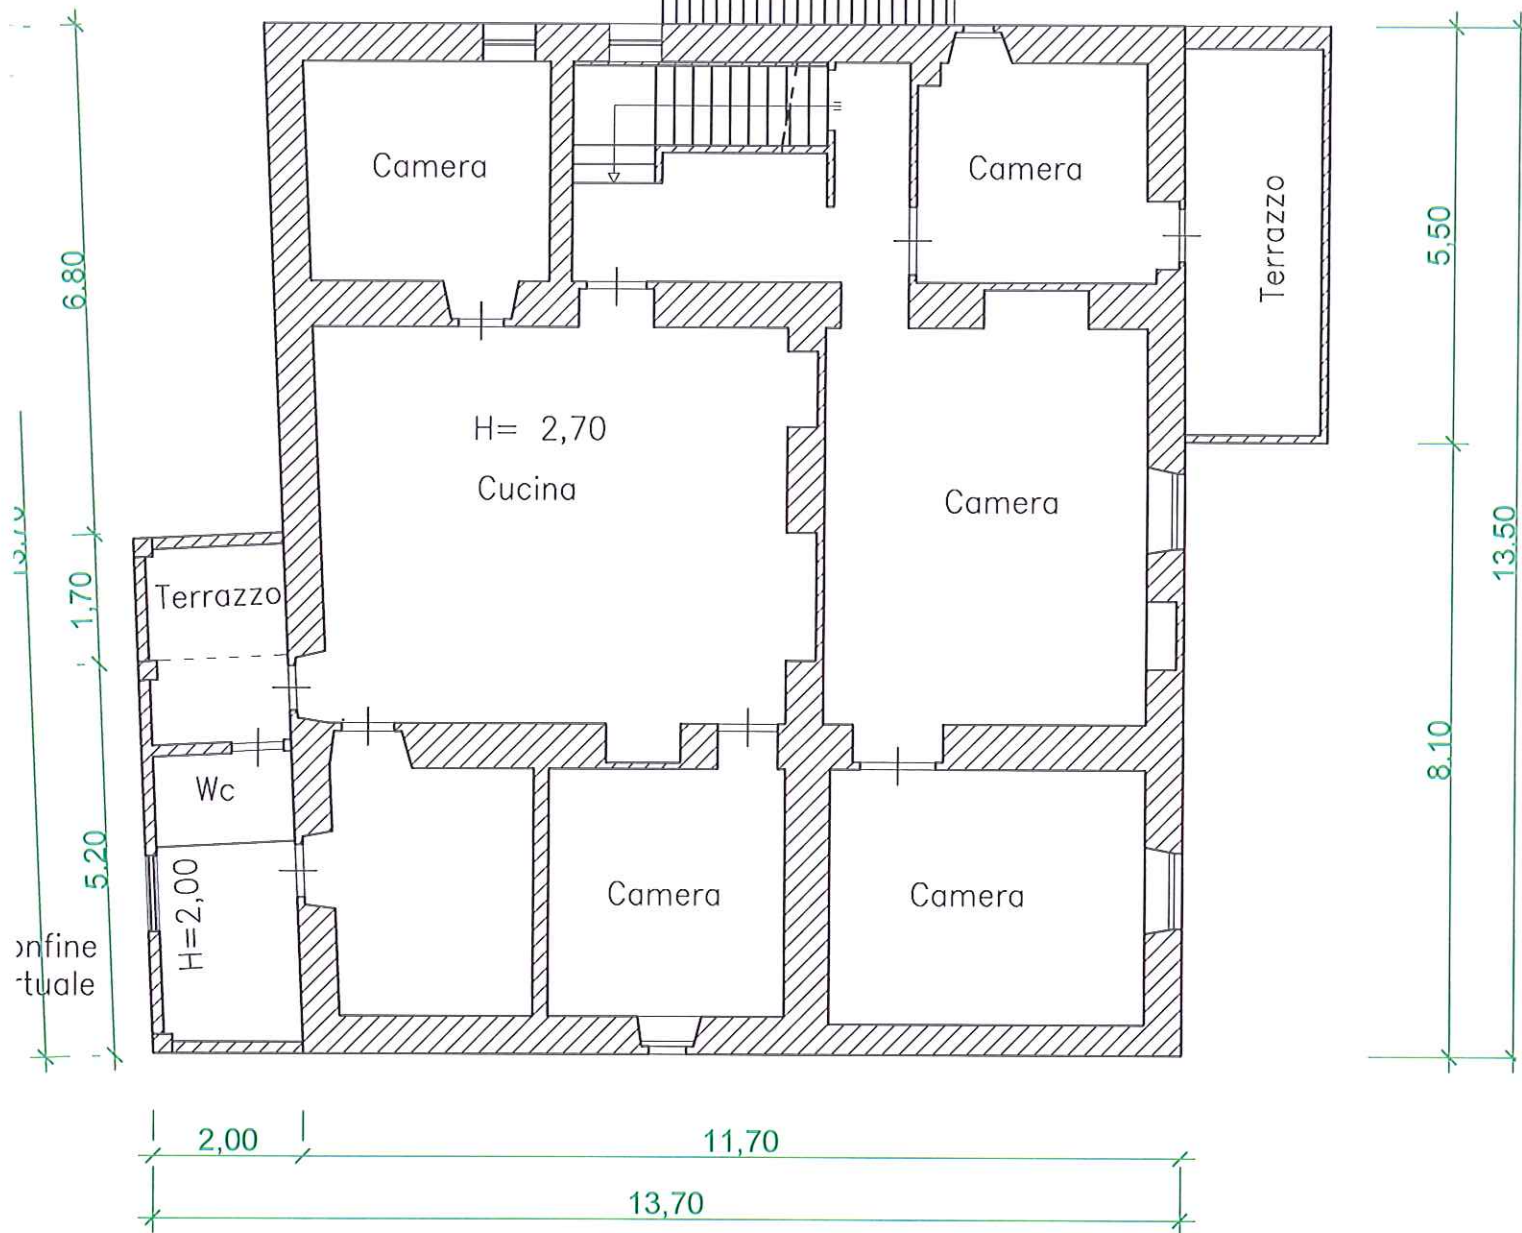 Camera
Camera
Terrazzo
5,50
6.80
H= 2,70
Cucina
Camera
13.50
1,70
Terrazzo
8.10
Wc
5.20
H=2,00
Camera
Camera
2,00
11,70
13,70